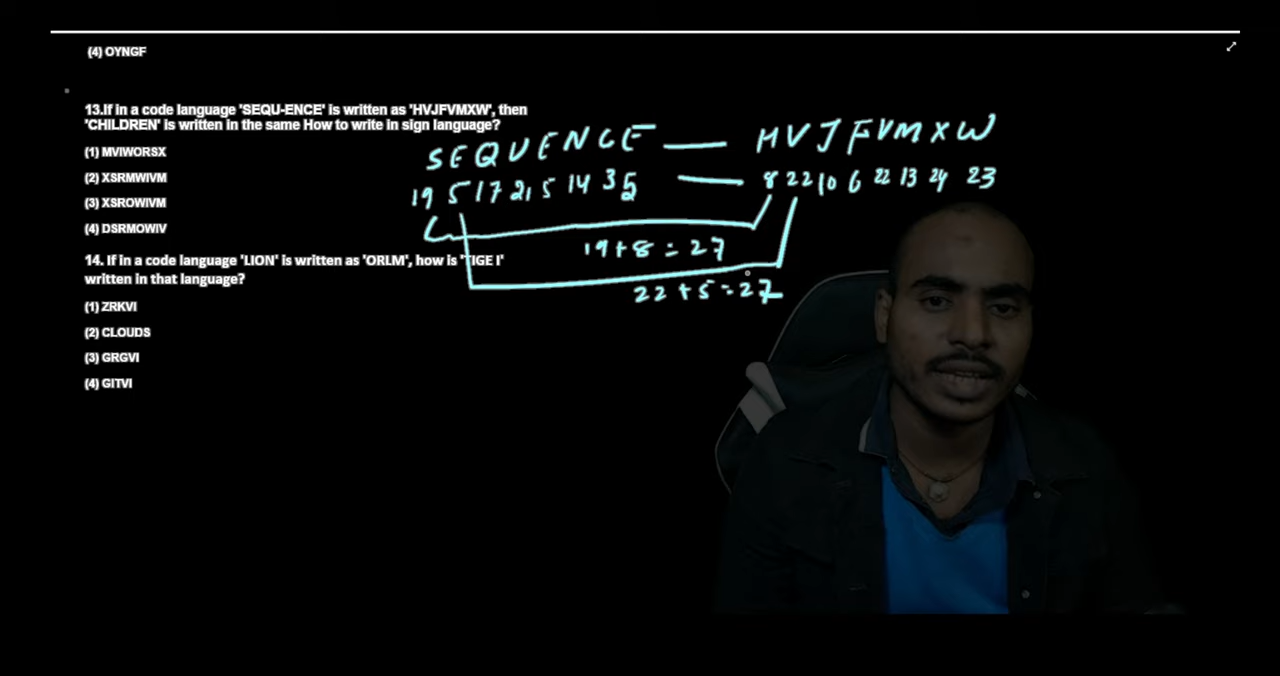 (4) OYNGF
13.If in a code language 'SEQU-ENCE' is written as 'HVJFVMXW', then
'CHILDREN' is written in the same How to write in sign language?
(1) MVIWORSX
(2) XSRMWIVM
(3) XSROWIVM
(4) DSRMOWIV
SEQUENCE — HVJFVMXW
19 5 17 21 5 14 3 5 — 8 22 10 6 22 13 24 23
19+8=27
22+5=27
14. If in a code language 'LION' is written as 'ORLM', how is 'TIGE I'
written in that language?
(1) ZRKVI
(2) CLOUDS
(3) GRGVI
(4) GITVI